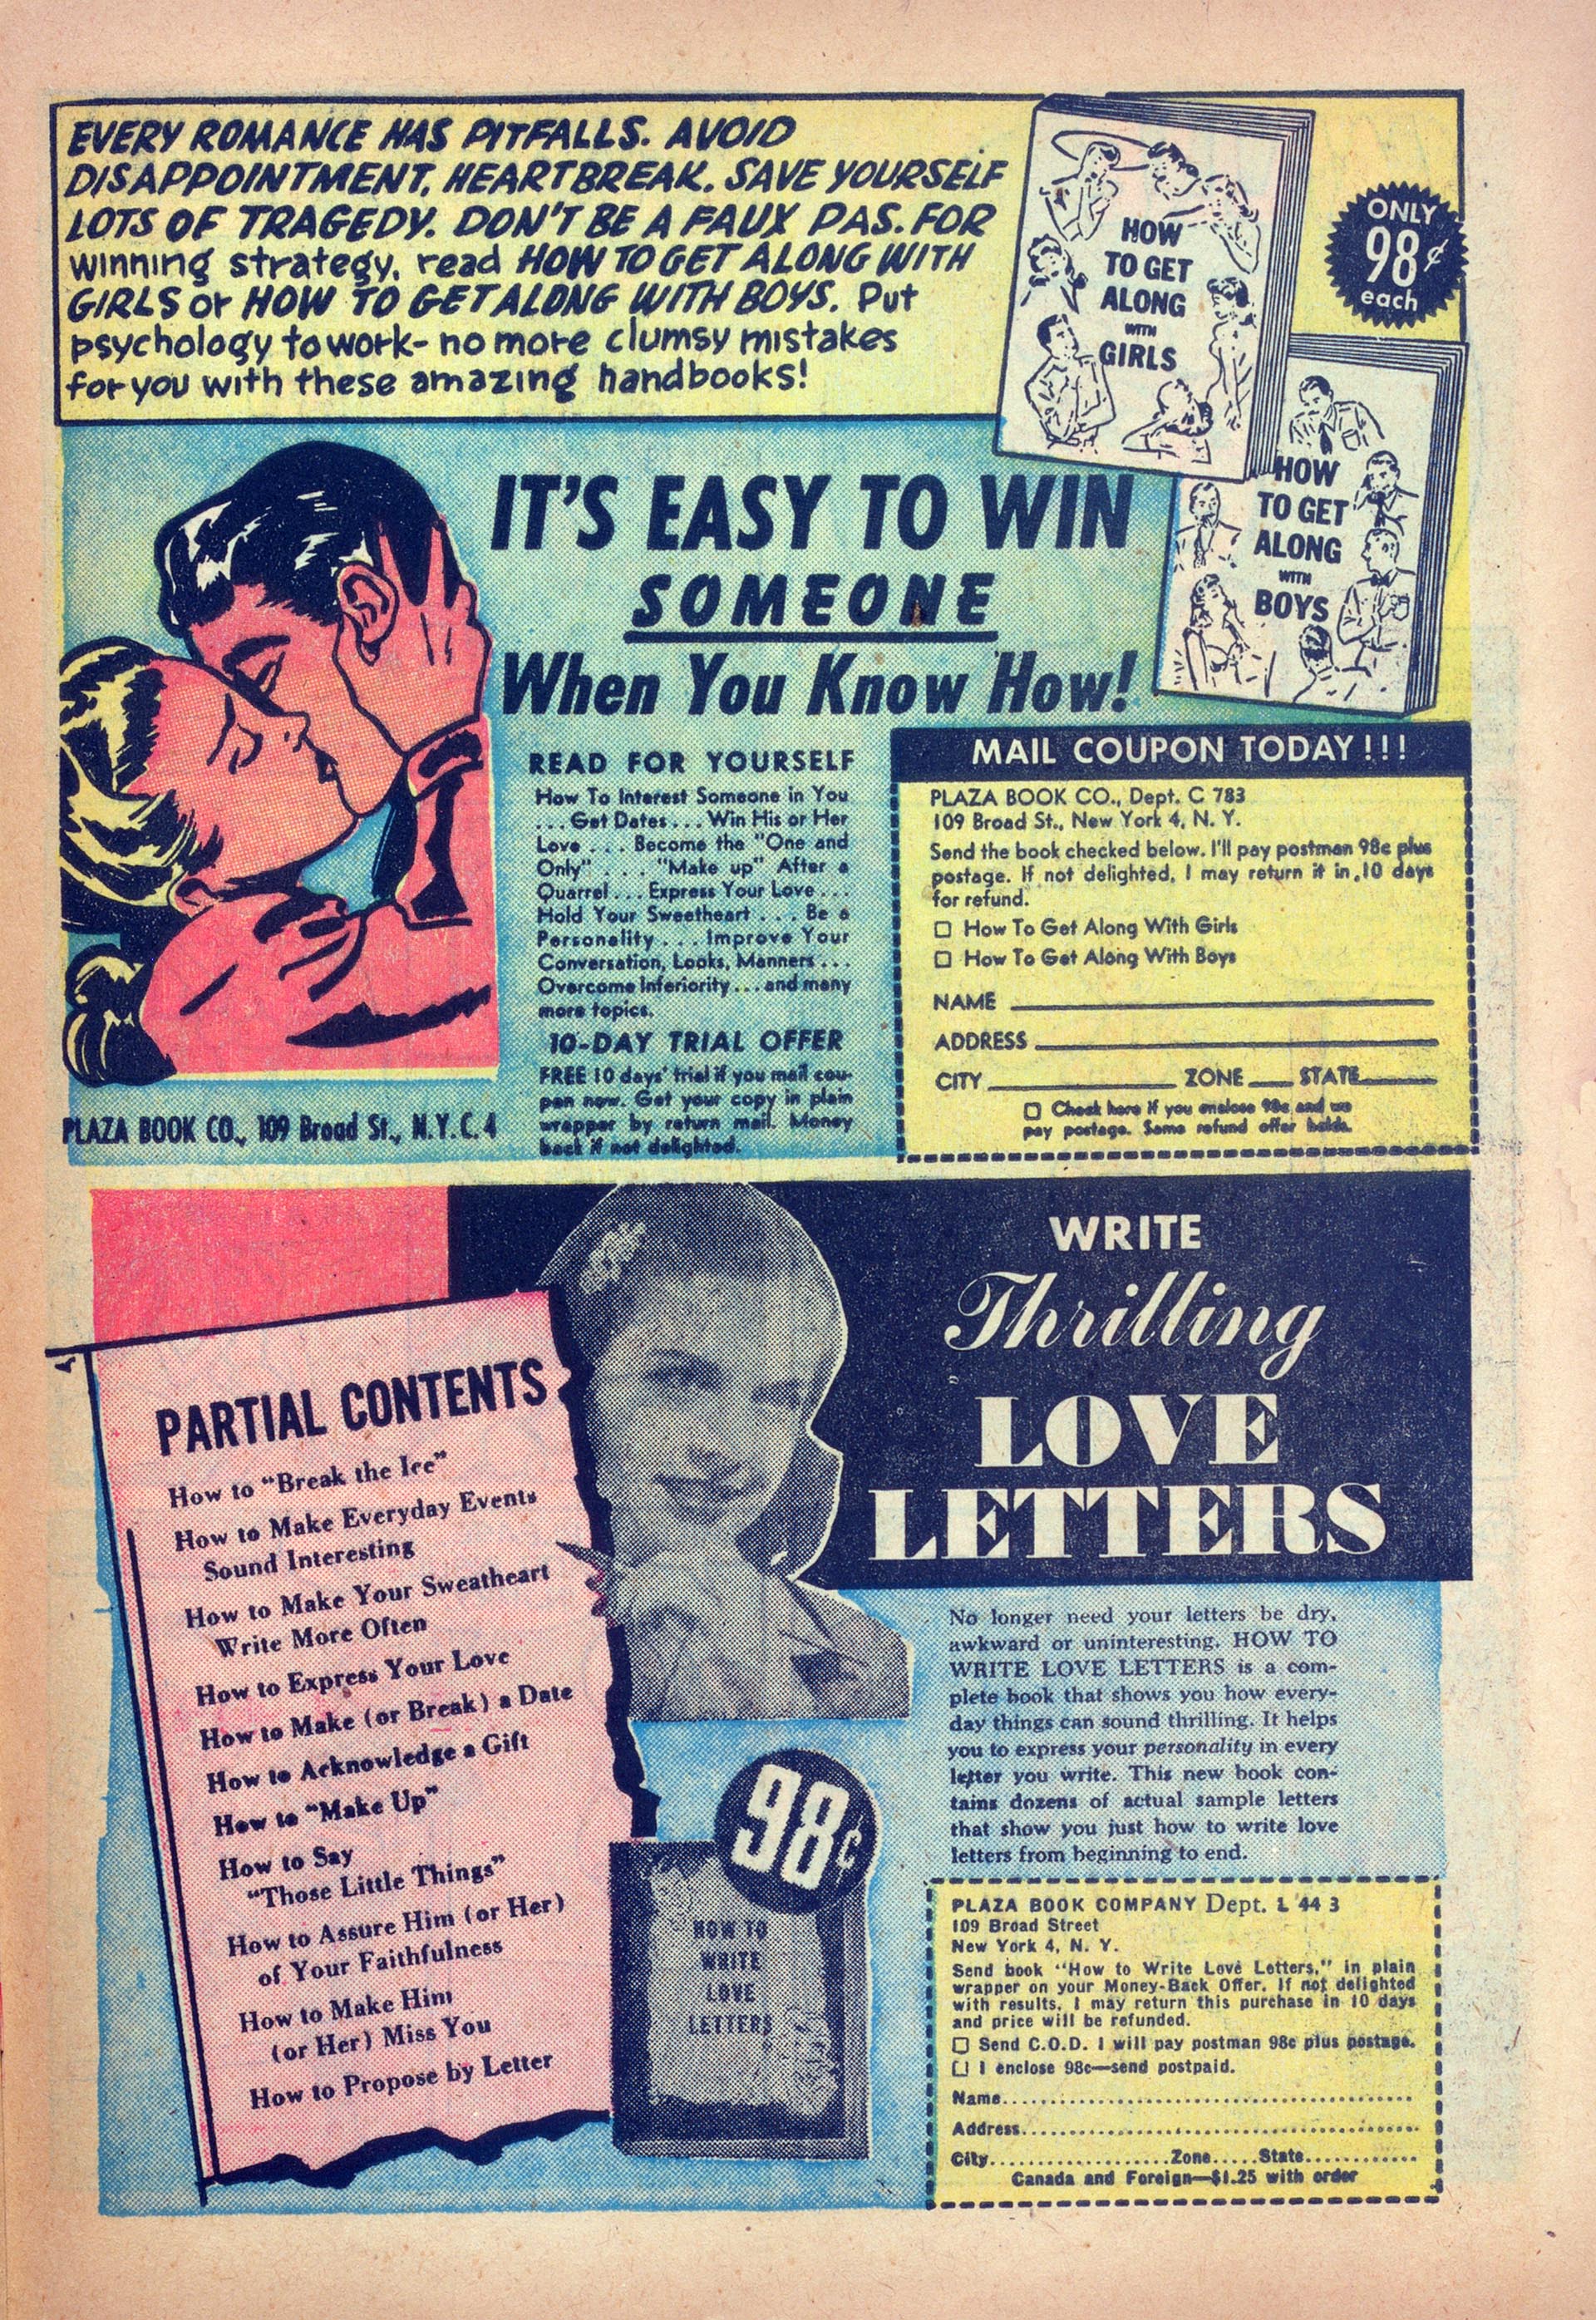 EVERY ROMANCE HAS PITFALLS. AVOID
DISAPPOINTMENT, HEARTBREAK. SAVE YOURSELF
LOTS OF TRAGEDY. DON'T BE A FAUX PAS. FOR
winning strategy, read HOW TO GET ALONG WITH
GIRLS or HOW TO GET ALONG WITH BOYS. Put
psychology to work- no more clumsy mistakes
for you with these amazing handbooks!
HOW
TO GET
ALONG
WITH
GIRLS
ONLY
98¢
each
HOW
TO GET
ALONG
WITH
BOYS
IT'S EASY TO WIN
SOMEONE
When You Know How!
READ FOR YOURSELF
How To Interest Someone in You
... Get Dates ... Win His or Her
Love ... Become the "One and
Only" ... "Make up" After a
Quarrel ... Express Your Love ...
Hold Your Sweetheart ... Be a
Personality ... Improve Your
Conversation, Looks, Manners ...
Overcome Inferiority ... and many
more topics.
10-DAY TRIAL OFFER
FREE 10 days' trial if you mail cou-
pon now. Get your copy in plain
wrapper by return mail. Money
back if not delighted.
PLAZA BOOK CO., 109 Broad St., N.Y.C. 4
MAIL COUPON TODAY!!!
PLAZA BOOK CO., Dept. C 783
109 Broad St., New York 4, N. Y.
Send the book checked below. I'll pay postman 98c plus
postage. If not delighted, I may return it in 10 days
for refund.
☐ How To Get Along With Girls
☐ How To Get Along With Boys
NAME
ADDRESS
CITY ZONE STATE
☐ Check here if you enclose 98c and we
pay postage. Same refund offer holds.
WRITE
Thrilling
LOVE
LETTERS
PARTIAL CONTENTS
How to "Break the Ice"
How to Make Everyday Events
Sound Interesting
How to Make Your Sweatheart
Write More Often
How to Express Your Love
How to Make (or Break) a Date
How to Acknowledge a Gift
How to "Make Up"
How to Say
"Those Little Things"
How to Assure Him (or Her)
of Your Faithfulness
How to Make Him
(or Her) Miss You
How to Propose by Letter
98¢
HOW TO
WRITE
LOVE
LETTERS
No longer need your letters be dry,
awkward or uninteresting. HOW TO
WRITE LOVE LETTERS is a com-
plete book that shows you how every-
day things can sound thrilling. It helps
you to express your personality in every
letter you write. This new book con-
tains dozens of actual sample letters
that show you just how to write love
letters from beginning to end.
PLAZA BOOK COMPANY Dept. L 44 3
109 Broad Street
New York 4, N. Y.
Send book "How to Write Love Letters," in plain
wrapper on your Money-Back Offer. If not delighted
with results, I may return this purchase in 10 days
and price will be refunded.
☐ Send C.O.D. I will pay postman 98c plus postage.
☐ I enclose 98c—send postpaid.
Name
Address
City Zone State
Canada and Foreign—$1.25 with order